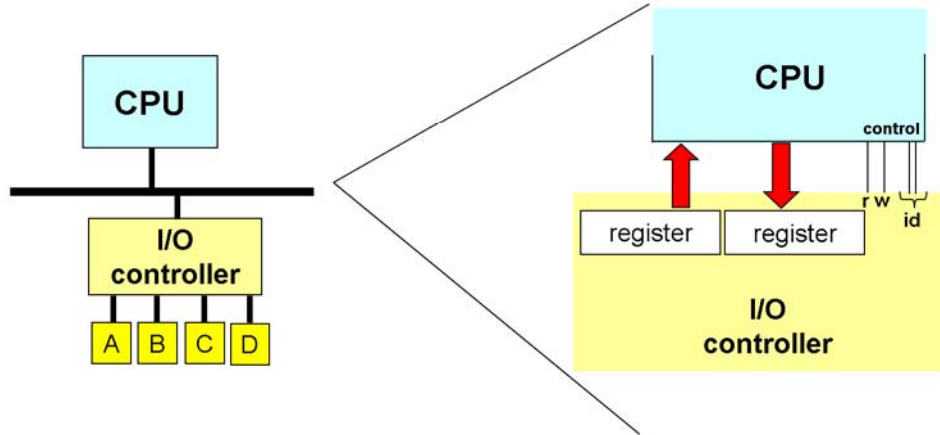 CPU
I/O
controller
A B C D
CPU
control
r w
id
register register
I/O
controller